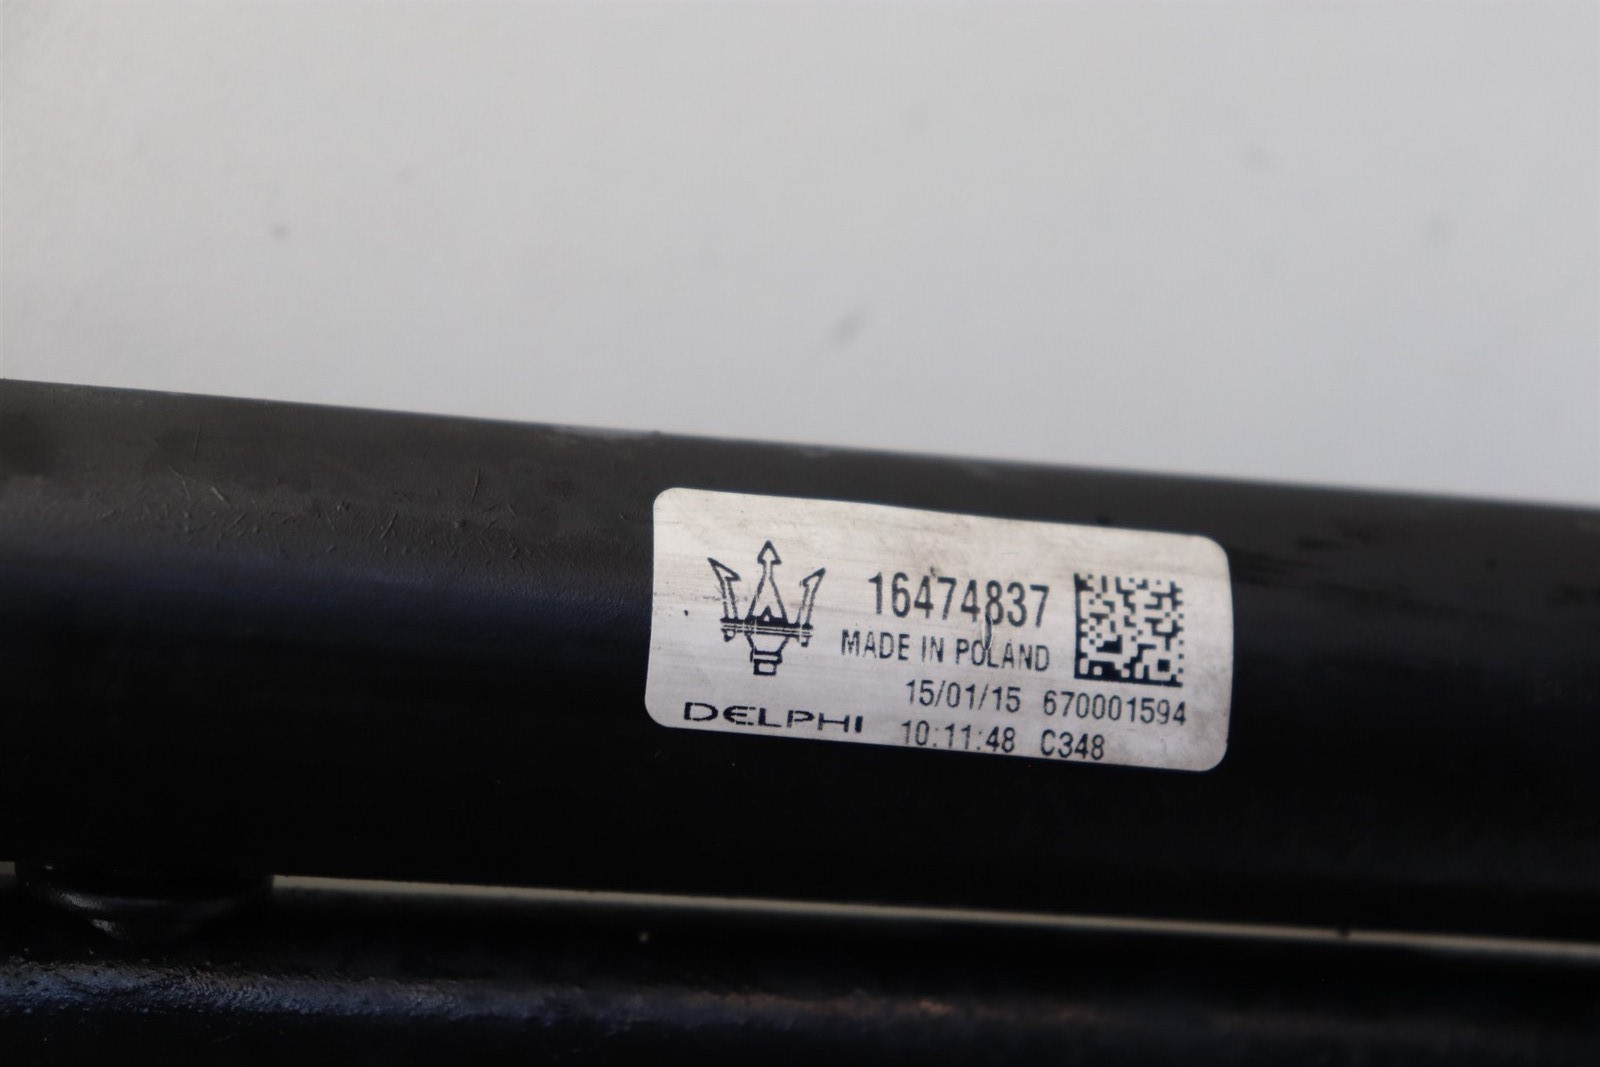 16474837
MADE IN POLAND
15/01/15 670001594
DELPHI 10:11:48 C348